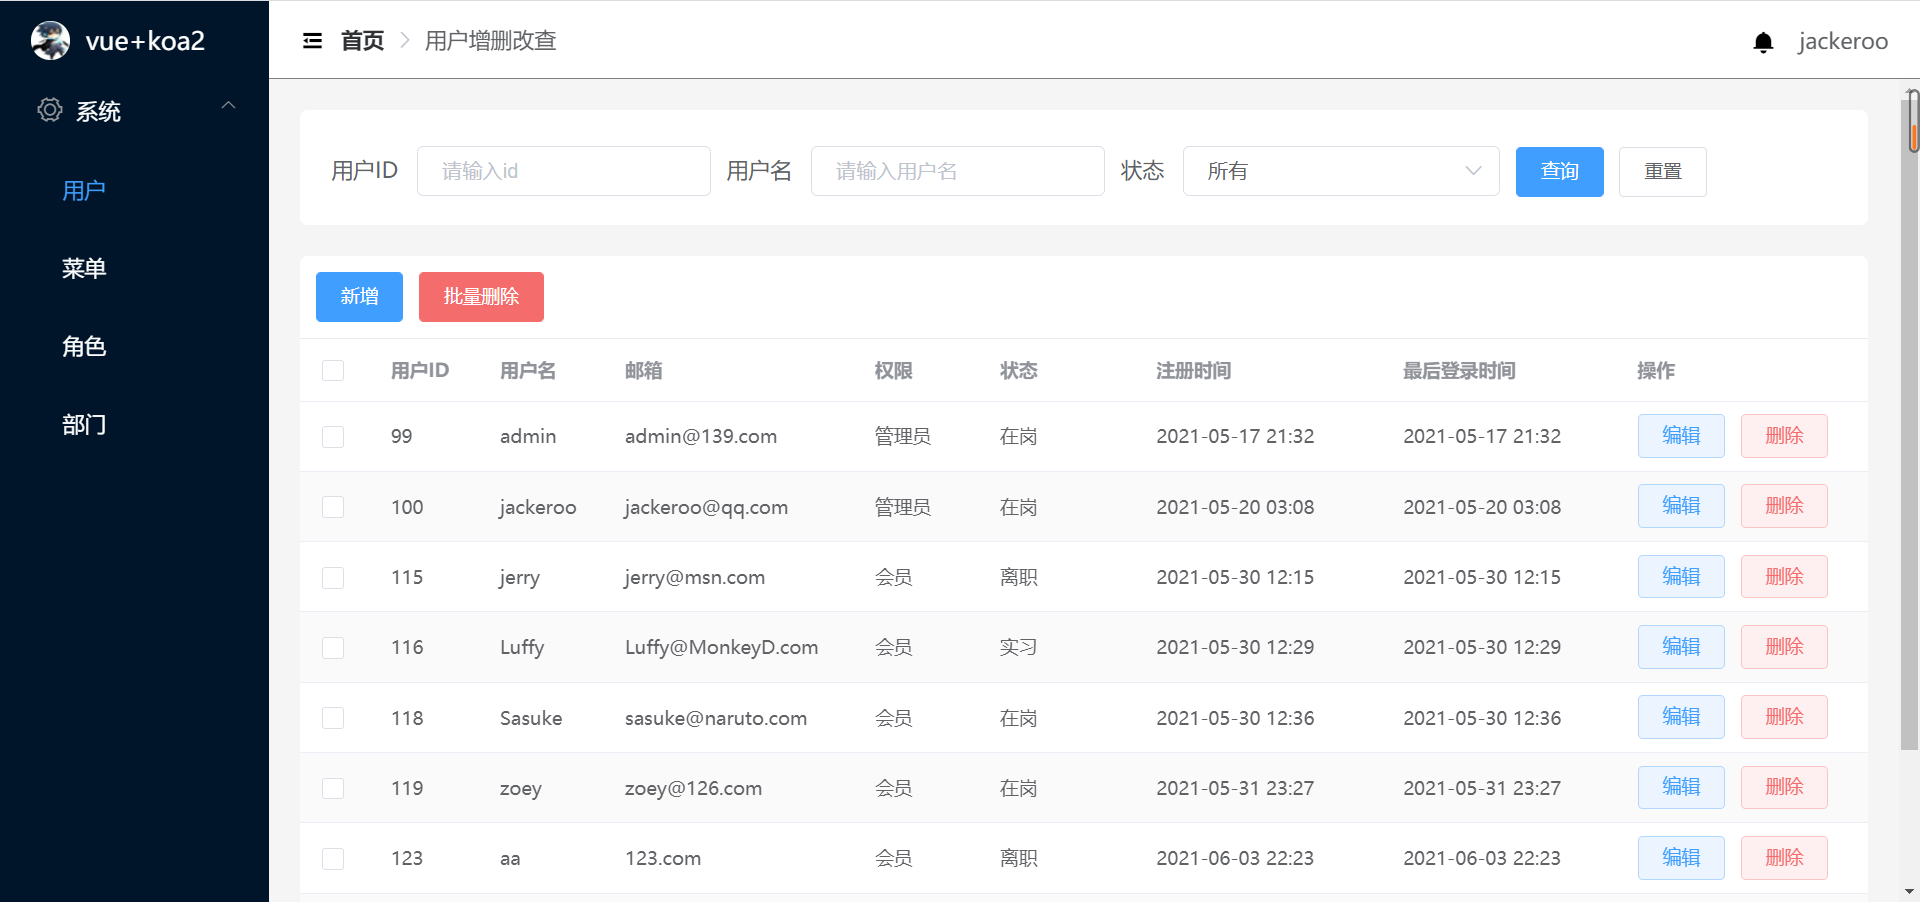 vue+koa2
首页 用户增删改查
jackeroo
系统
用户
菜单
角色
部门
用户ID 请输入id 用户名 请输入用户名 状态 所有 查询 重置
新增 批量删除
用户ID 用户名 邮箱 权限 状态 注册时间 最后登录时间 操作
99 admin admin@139.com 管理员 在岗 2021-05-17 21:32 2021-05-17 21:32 编辑 删除
100 jackeroo jackeroo@qq.com 管理员 在岗 2021-05-20 03:08 2021-05-20 03:08 编辑 删除
115 jerry jerry@msn.com 会员 离职 2021-05-30 12:15 2021-05-30 12:15 编辑 删除
116 Luffy Luffy@MonkeyD.com 会员 实习 2021-05-30 12:29 2021-05-30 12:29 编辑 删除
118 Sasuke sasuke@naruto.com 会员 在岗 2021-05-30 12:36 2021-05-30 12:36 编辑 删除
119 zoey zoey@126.com 会员 在岗 2021-05-31 23:27 2021-05-31 23:27 编辑 删除
123 aa 123.com 会员 离职 2021-06-03 22:23 2021-06-03 22:23 编辑 删除